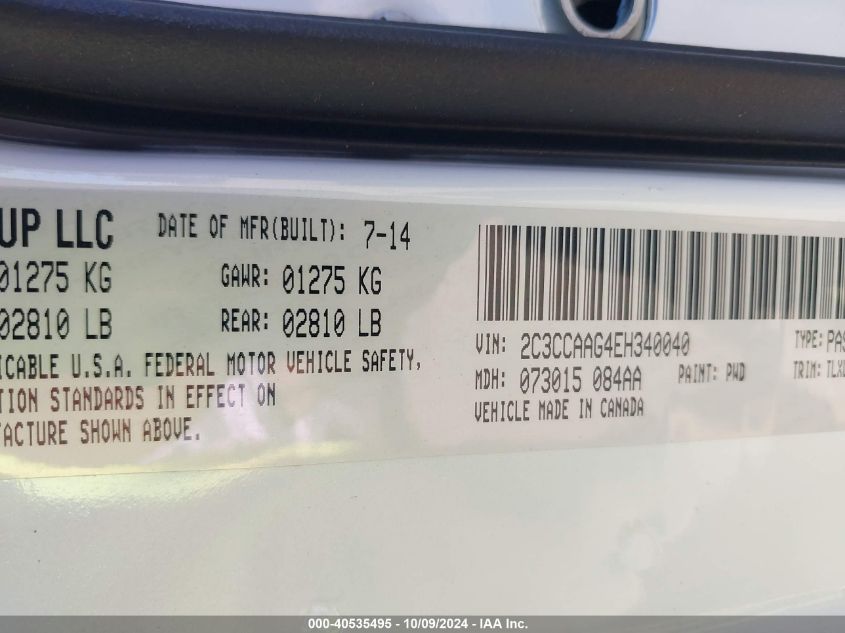 UP LLC DATE OF MFR(BUILT): 7-14
01275 KG GAWR: 01275 KG
02810 LB REAR: 02810 LB
ICABLE U.S.A. FEDERAL MOTOR VEHICLE SAFETY,
TION STANDARDS IN EFFECT ON
FACTURE SHOWN ABOVE.
VIN: 2C3CCAAG4EH340040 TYPE: PAS
MDH: 073015 084AA PAINT: PWD TRIM: TLX
VEHICLE MADE IN CANADA
000-40535495 - 10/09/2024 - IAA Inc.